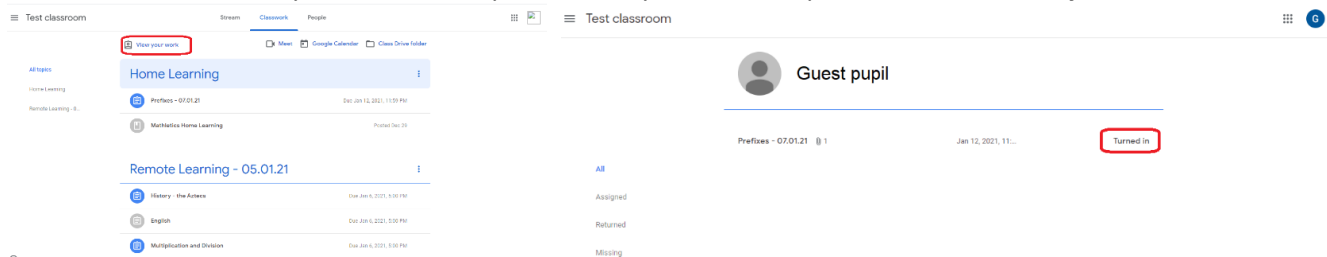 Test classroom
Stream Classwork People
View your work
Meet Google Calendar Class Drive folder
All topics
Home Learning
Remote Learning - 0...
Home Learning
Prefixes - 07.01.21 Due Jan 12, 2021, 11:59 PM
Mathletics Home Learning Posted Dec 29
Remote Learning - 05.01.21
History - the Aztecs Due Jan 6, 2021, 5:00 PM
English Due Jan 6, 2021, 5:00 PM
Multiplication and Division Due Jan 6, 2021, 5:00 PM
Test classroom
G
Guest pupil
Prefixes - 07.01.21 1 Jan 12, 2021, 11:... Turned in
All
Assigned
Returned
Missing